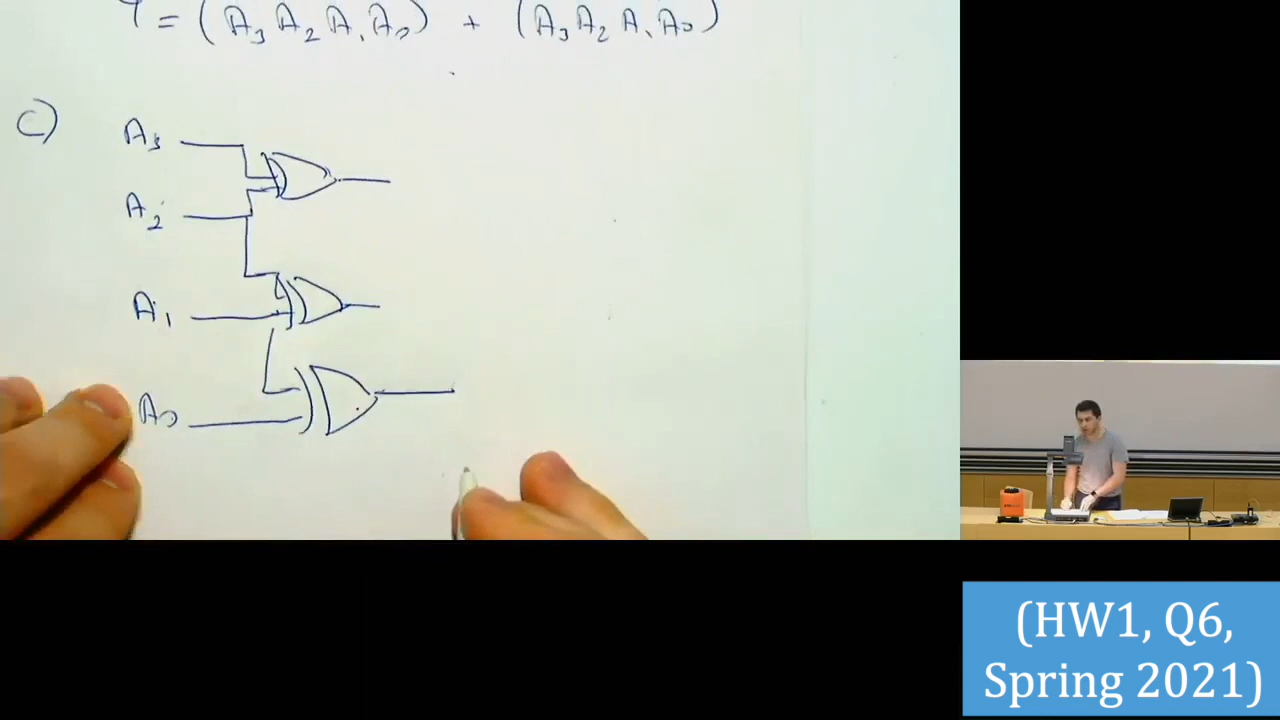 Y = (A₃ A₂ A₁ A₀) + (A₃ A₂ A₁ A₀)
C)
A₃
A₂
A₁
A₀
(HW1, Q6,
Spring 2021)